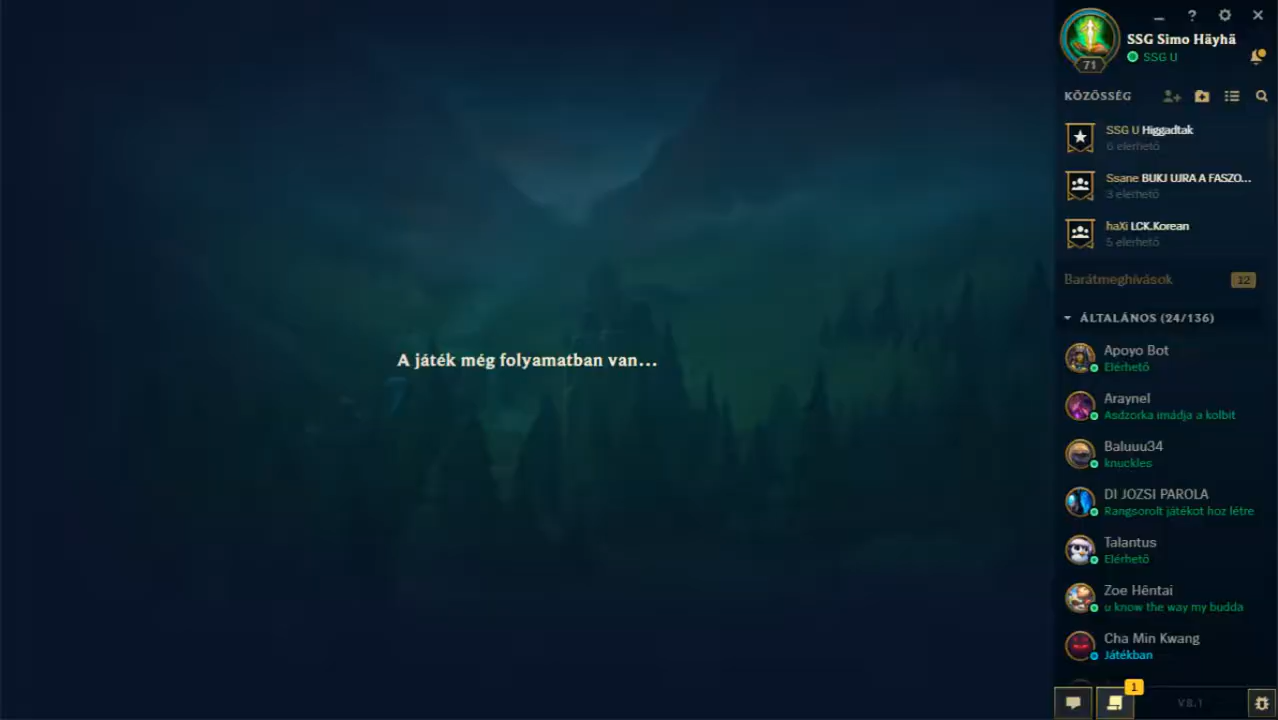 ?
SSG Simo Häyhä
71
SSG U
KÖZÖSSÉG
SSG U Higgadtak
6 elérhető
Ssane BUKJ UJRA A FASZO...
3 elérhető
haXi LCK.Korean
5 elérhető
Barátmeghívások
12
ÁLTALÁNOS (24/136)
A játék még folyamatban van...
Apoyo Bot
Elérhető
Araynel
Asdzorka imádja a kolbit
Baluuu34
knuckles
DI JOZSI PAROLA
Rangsorolt játékot hoz létre
Talantus
Elérhető
Zoe Hêntai
u know the way my budda
Cha Min Kwang
Játékban
1
V8.1